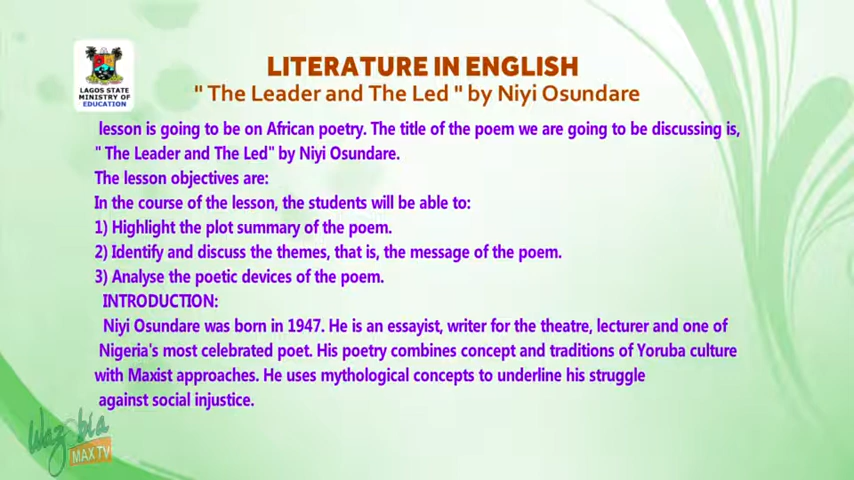 LAGOS STATE
MINISTRY OF
EDUCATION
LITERATURE IN ENGLISH
" The Leader and The Led " by Niyi Osundare
lesson is going to be on African poetry. The title of the poem we are going to be discussing is,
" The Leader and The Led" by Niyi Osundare.
The lesson objectives are:
In the course of the lesson, the students will be able to:
1) Highlight the plot summary of the poem.
2) Identify and discuss the themes, that is, the message of the poem.
3) Analyse the poetic devices of the poem.
INTRODUCTION:
Niyi Osundare was born in 1947. He is an essayist, writer for the theatre, lecturer and one of
Nigeria's most celebrated poet. His poetry combines concept and traditions of Yoruba culture
with Maxist approaches. He uses mythological concepts to underline his struggle
against social injustice.
Wazobia
MAX TV